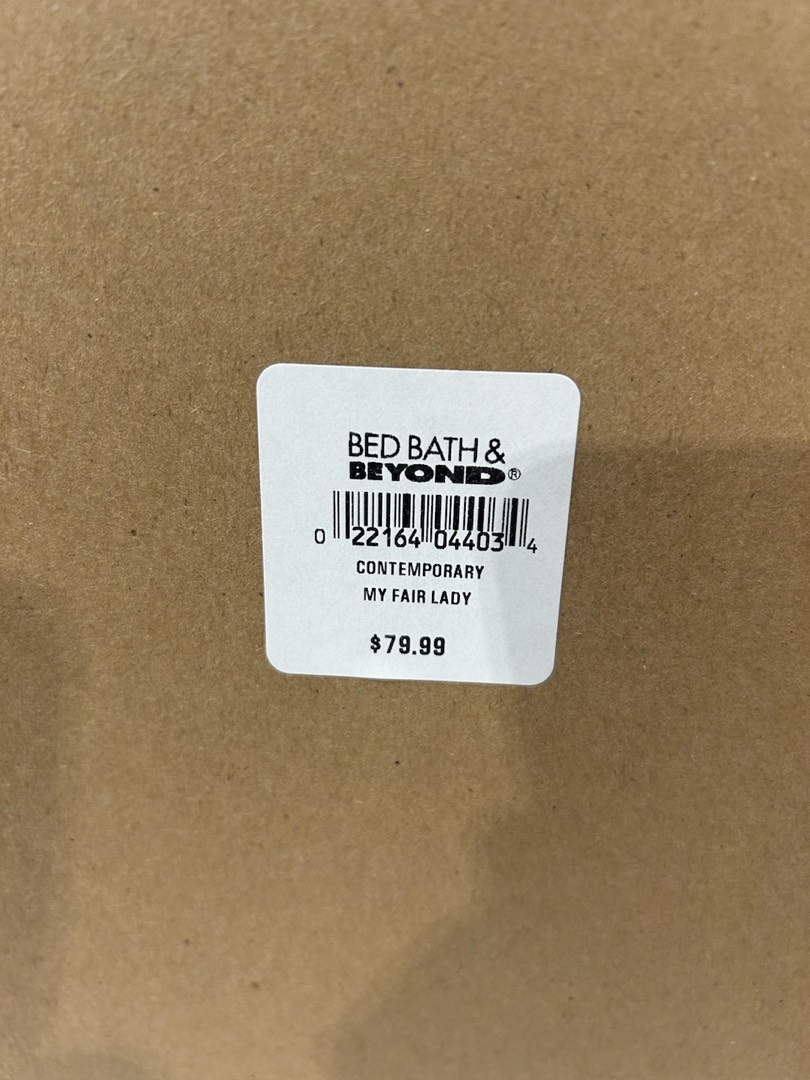 BED BATH &
BEYOND®
0 22164 04403 4
CONTEMPORARY
MY FAIR LADY
$79.99